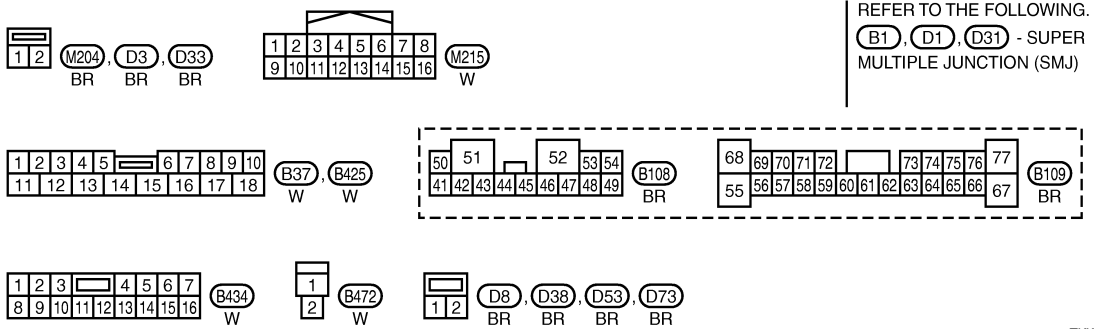 REFER TO THE FOLLOWING.
B1, D1, D31 - SUPER
MULTIPLE JUNCTION (SMJ)
1 2 M204, D3, D33
BR BR BR
1 2 3 4 5 6 7 8
9 10 11 12 13 14 15 16
M215
W
1 2 3 4 5 6 7 8 9 10
11 12 13 14 15 16 17 18
B37, B425
W W
50 51 52 53 54
41 42 43 44 45 46 47 48 49
B108
BR
68 69 70 71 72 73 74 75 76 77
55 56 57 58 59 60 61 62 63 64 65 66 67
B109
BR
1 2 3 4 5 6 7
8 9 10 11 12 13 14 15 16
B434
W
1
2
B472
W
1 2 D8, D38, D53, D73
BR BR BR BR